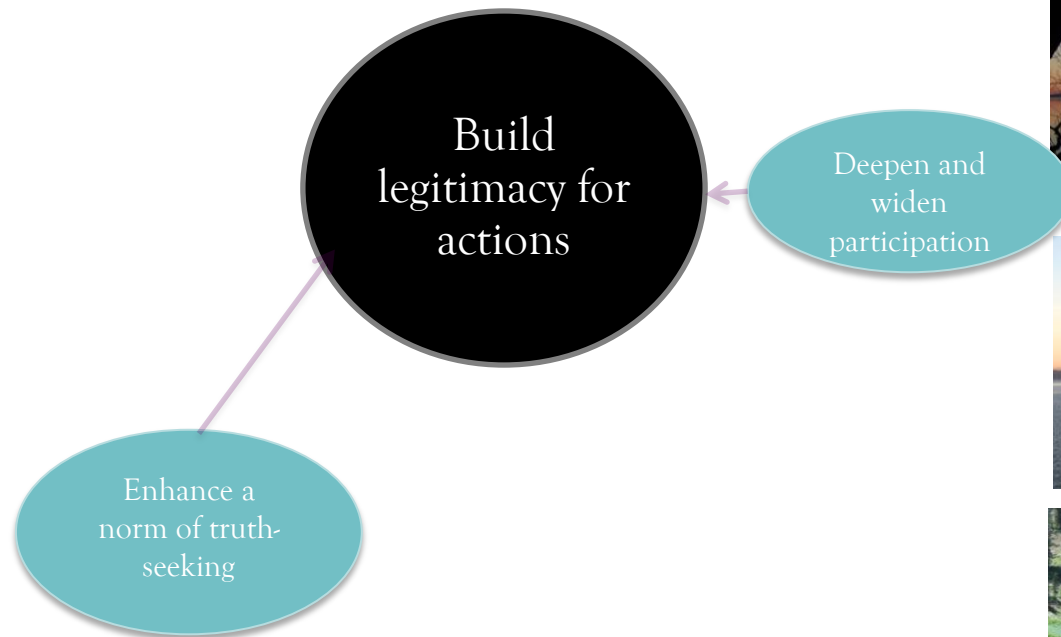 Build
legitimacy for
actions
Deepen and
widen
participation
Enhance a
norm of truth-
seeking